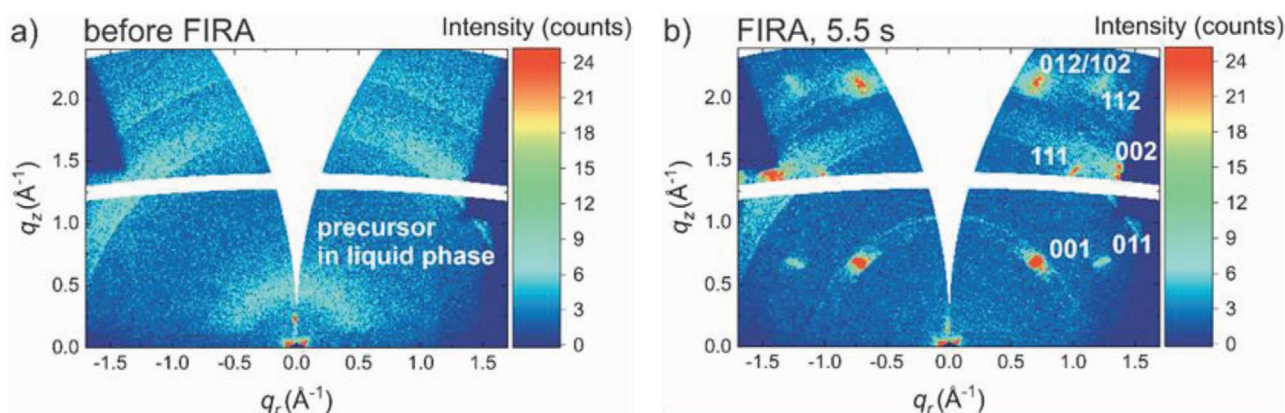 a) before FIRA
Intensity (counts)
24
21
18
15
12
9
6
3
0
2.0
1.5
1.0
0.5
0.0
q_z(Å⁻¹)
precursor
in liquid phase
-1.5 -1.0 -0.5 0.0 0.5 1.0 1.5
q_r(Å⁻¹)
b) FIRA, 5.5 s
Intensity (counts)
24
21
18
15
12
9
6
3
0
2.0
1.5
1.0
0.5
0.0
q_z(Å⁻¹)
012/102
112
111 002
001 011
-1.5 -1.0 -0.5 0.0 0.5 1.0 1.5
q_r(Å⁻¹)